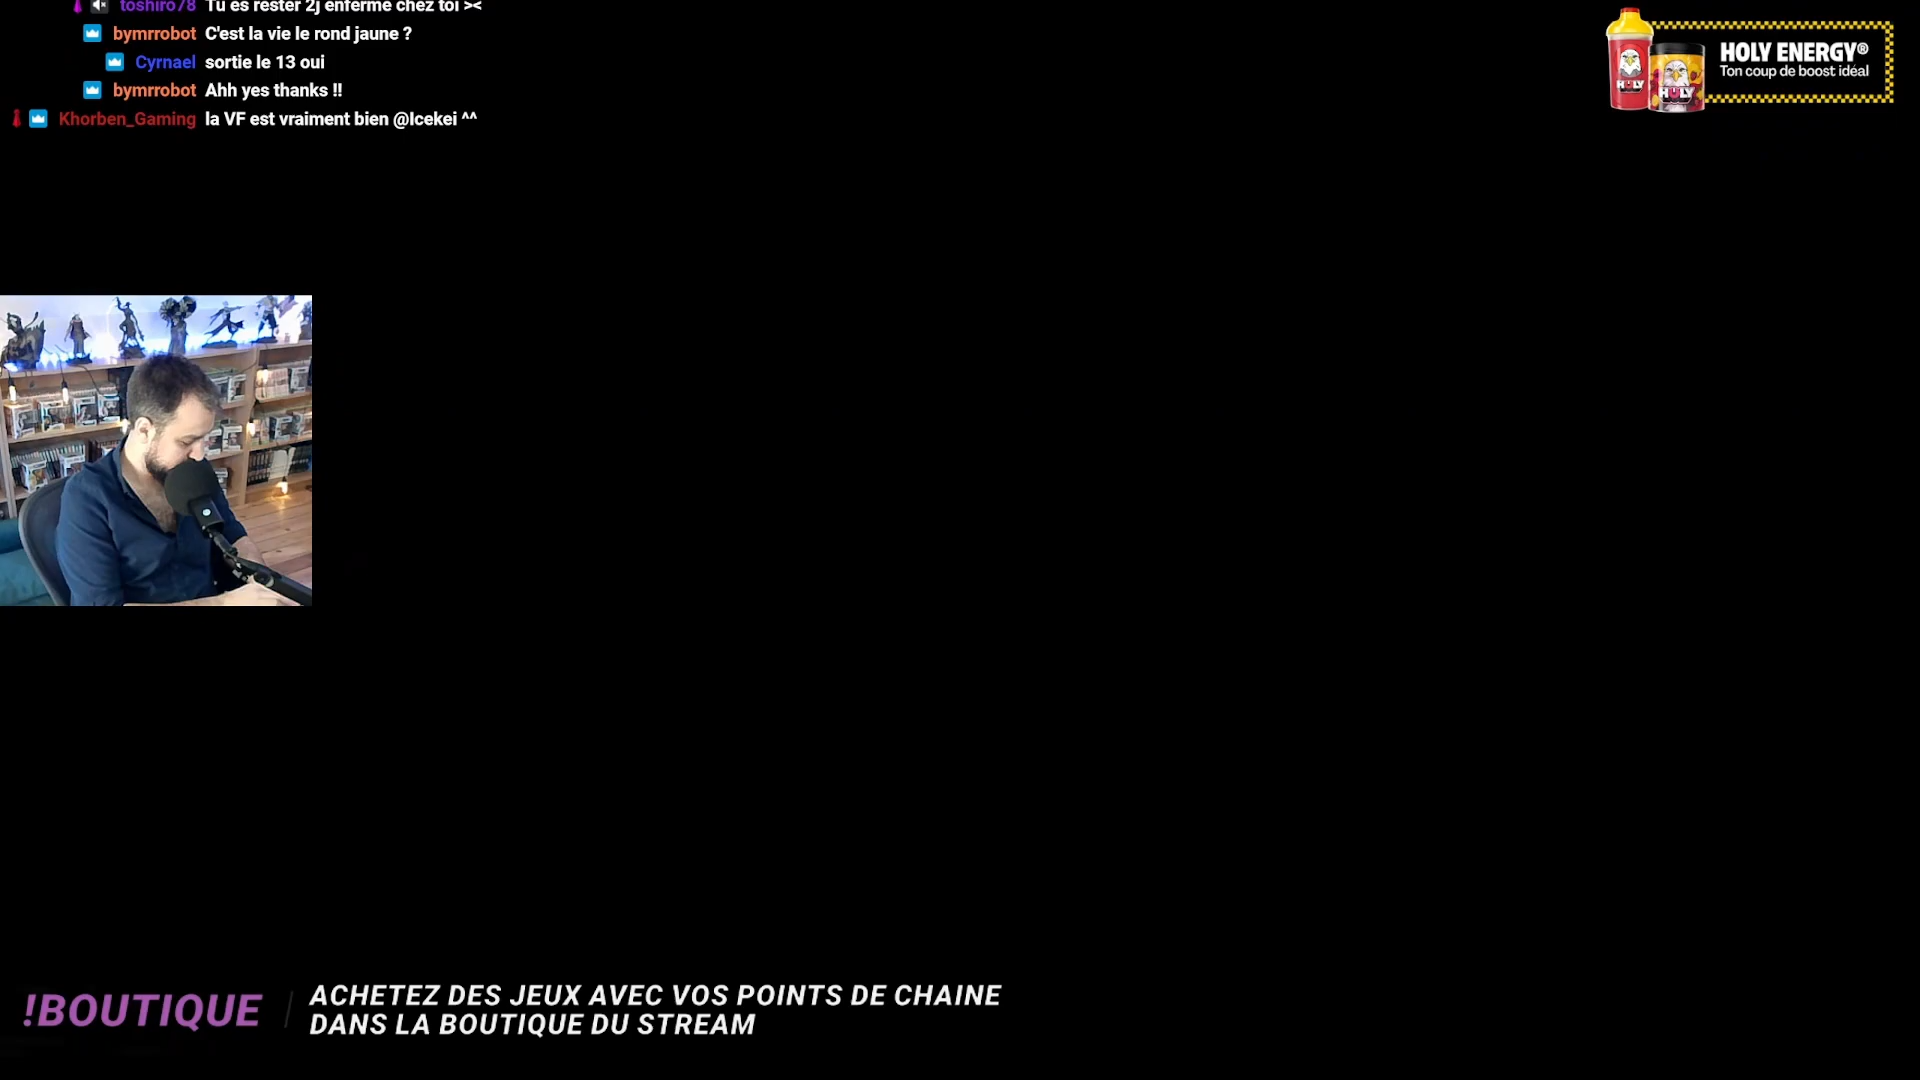 toshiro78 Tu es rester 2j enfermé chez toi ><
bymrrobot C'est la vie le rond jaune ?
Cyrnael sortie le 13 oui
bymrrobot Ahh yes thanks !!
Khorben_Gaming la VF est vraiment bien @Icekei ^^
HOLY ENERGY®
Ton coup de boost idéal
HOLY
HOLY
!BOUTIQUE
ACHETEZ DES JEUX AVEC VOS POINTS DE CHAINE
DANS LA BOUTIQUE DU STREAM